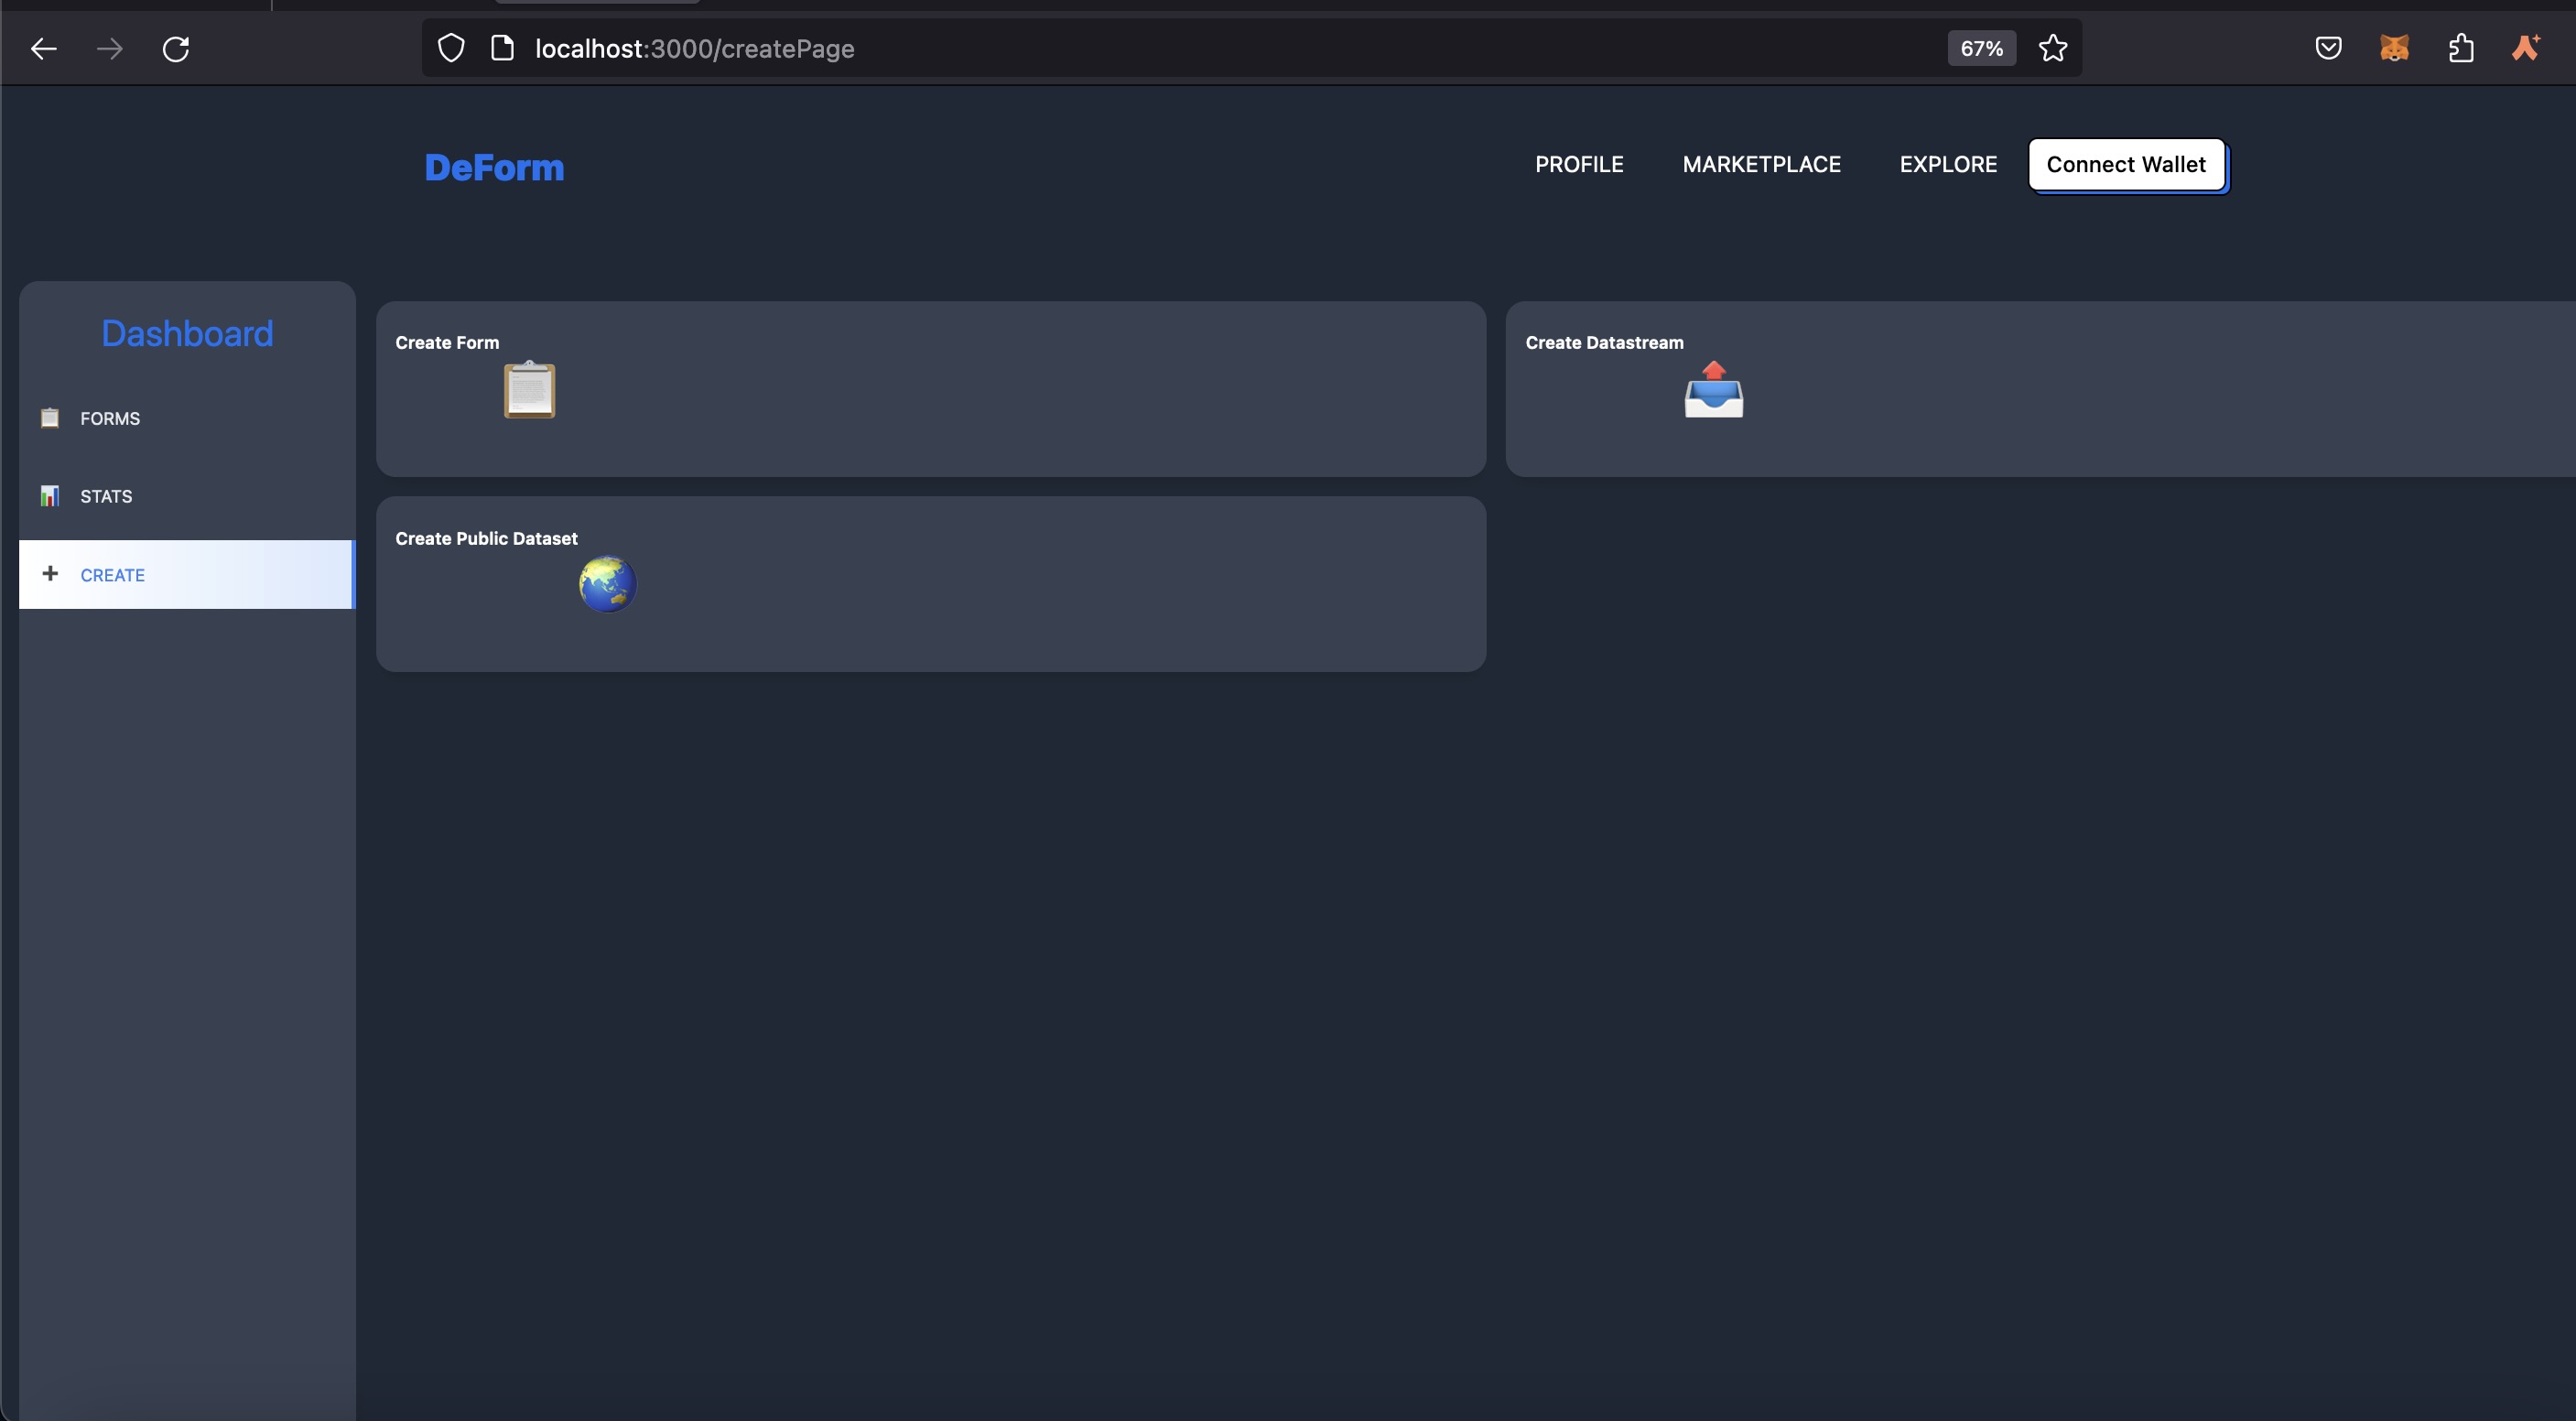 localhost:3000/createPage
67%
DeForm
PROFILE
MARKETPLACE
EXPLORE
Connect Wallet
Dashboard
FORMS
STATS
CREATE
Create Form
Create Datastream
Create Public Dataset